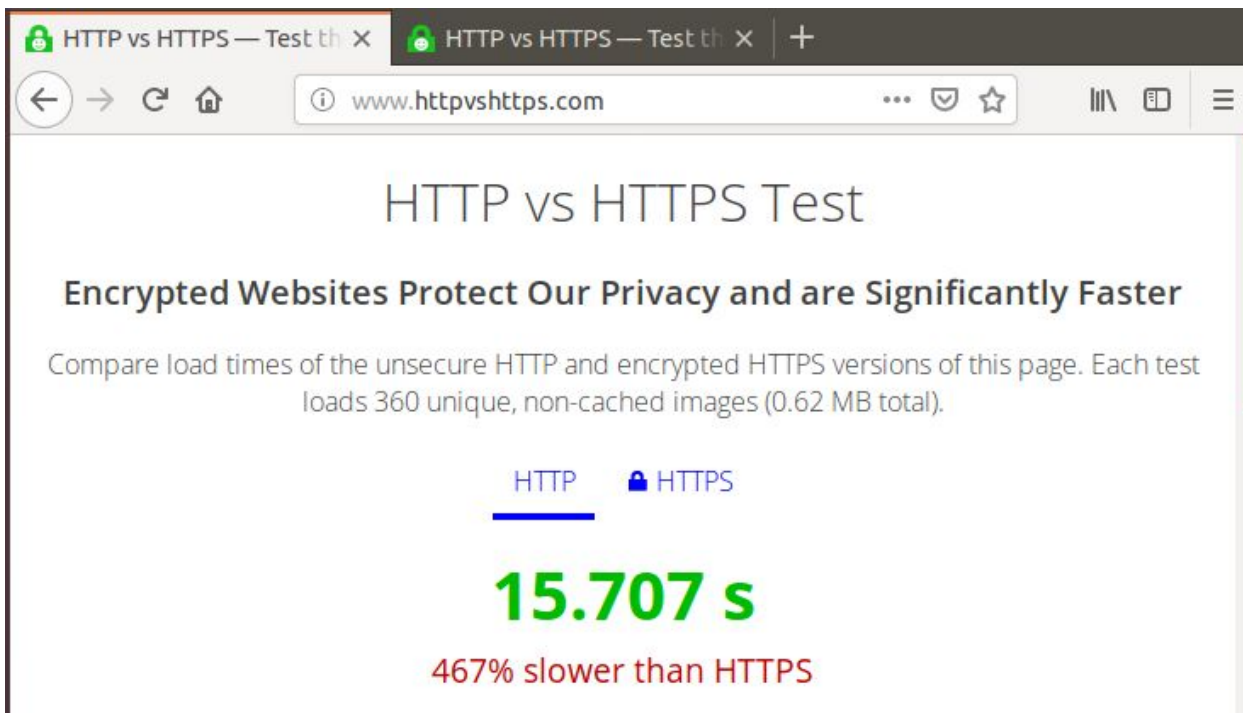 HTTP vs HTTPS — Test th
HTTP vs HTTPS — Test th
www.httpvshttps.com
HTTP vs HTTPS Test
Encrypted Websites Protect Our Privacy and are Significantly Faster
Compare load times of the unsecure HTTP and encrypted HTTPS versions of this page. Each test
loads 360 unique, non-cached images (0.62 MB total).
HTTP HTTPS
15.707 s
467% slower than HTTPS